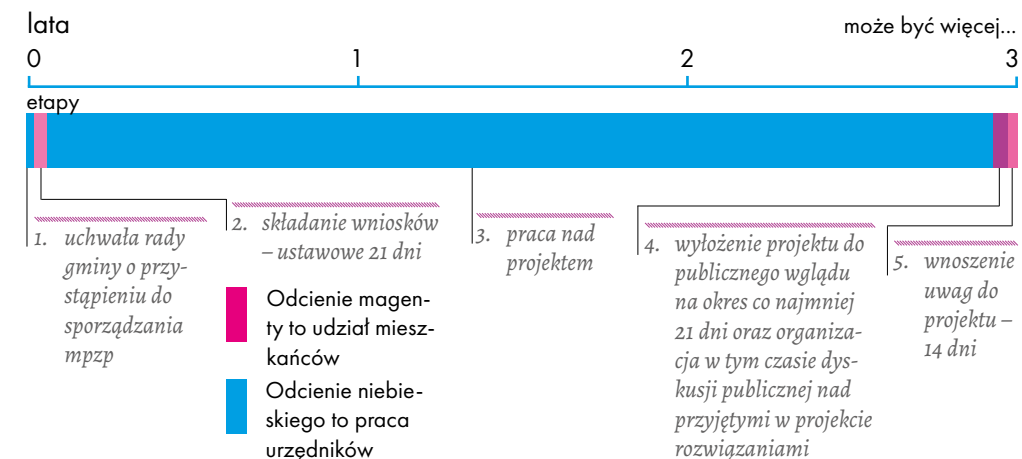 lata
może być więcej...
0 1 2 3
etapy
1. uchwała rady
gminy o przy-
stąpieniu do
sporządzania
mpzp
2. składanie wniosków
– ustawowe 21 dni
Odcienie magen-
ty to udział miesz-
kańców
Odcienie niebie-
skiego to praca
urzędników
3. praca nad
projektem
4. wyłożenie projektu do
publicznego wglądu
na okres co najmniej
21 dni oraz organiza-
cja w tym czasie dys-
kusji publicznej nad
przyjętymi w projekcie
rozwiązaniami
5. wnoszenie
uwag do
projektu –
14 dni